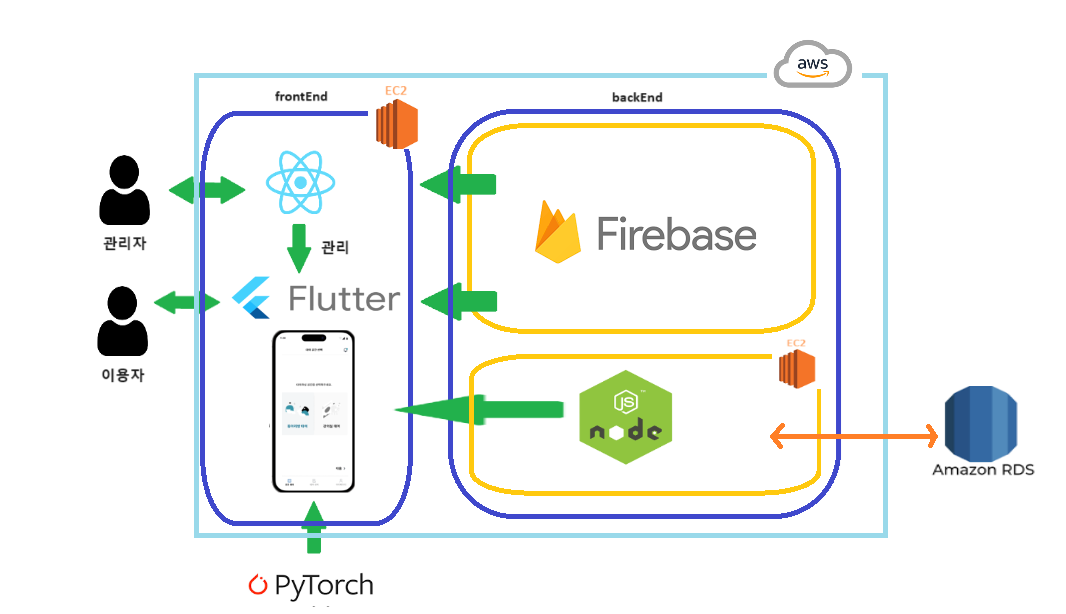 aws
frontEnd
EC2
backEnd
관리자
관리
Firebase
Flutter
이용자
EC2
JS
node
Amazon RDS
PyTorch